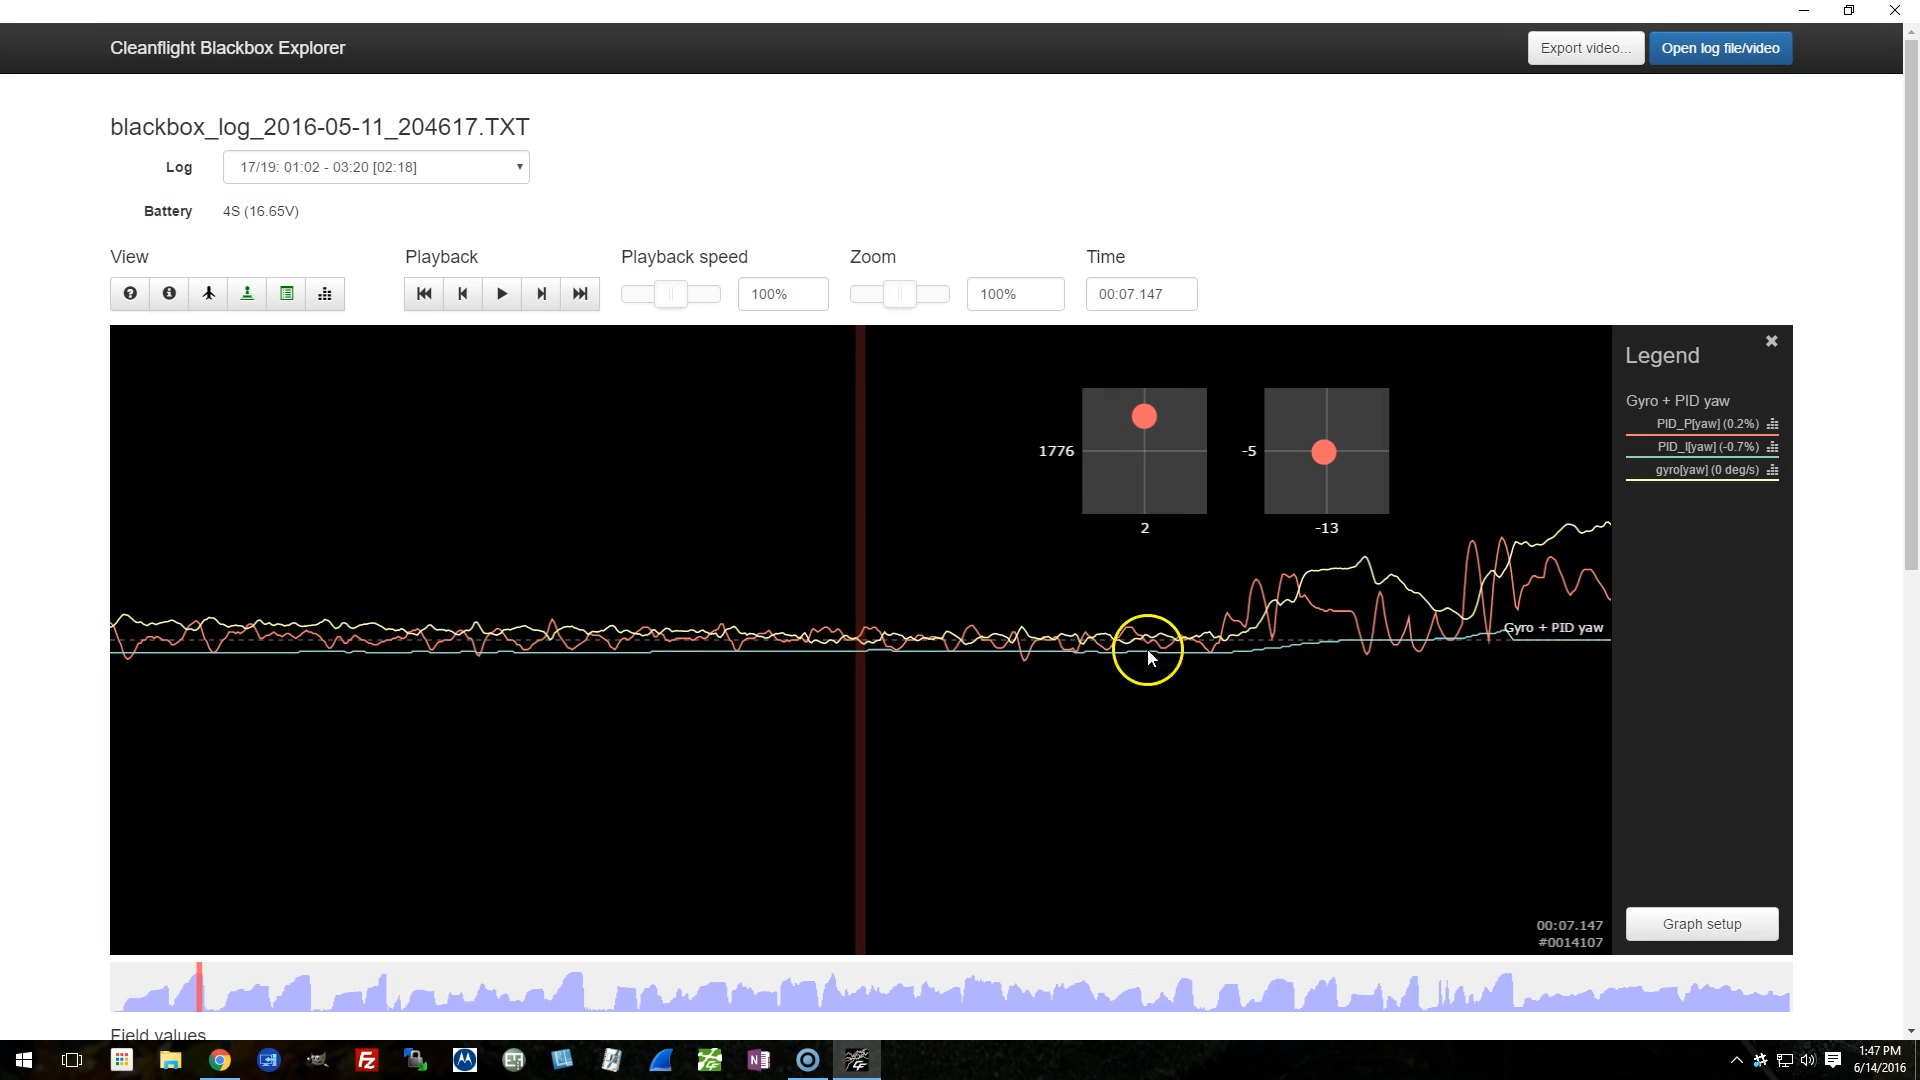 Cleanflight Blackbox Explorer
Export video...
Open log file/video
blackbox_log_2016-05-11_204617.TXT
Log
17/19: 01:02 - 03:20 [02:18]
Battery
4S (16.65V)
View
Playback
Playback speed
Zoom
Time
100%
100%
00:07.147
Legend
Gyro + PID yaw
PID_P[yaw] (0.2%)
PID_I[yaw] (-0.7%)
gyro[yaw] (0 deg/s)
1776
2
-5
-13
Gyro + PID yaw
00:07.147
#0014107
Graph setup
Field values
1:47 PM
6/14/2016